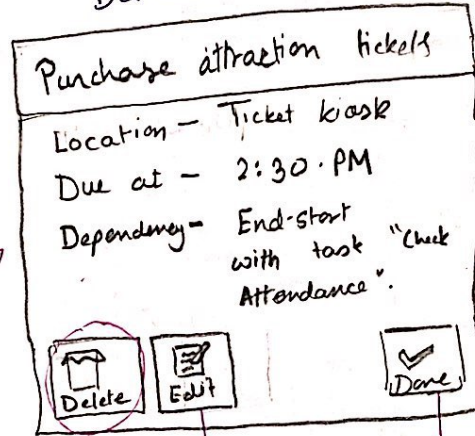 Purchase attraction tickets
Location - Ticket kiosk
Due at - 2:30 PM
Dependency - End-start
with task "Check
Attendance".
Delete Edit Done